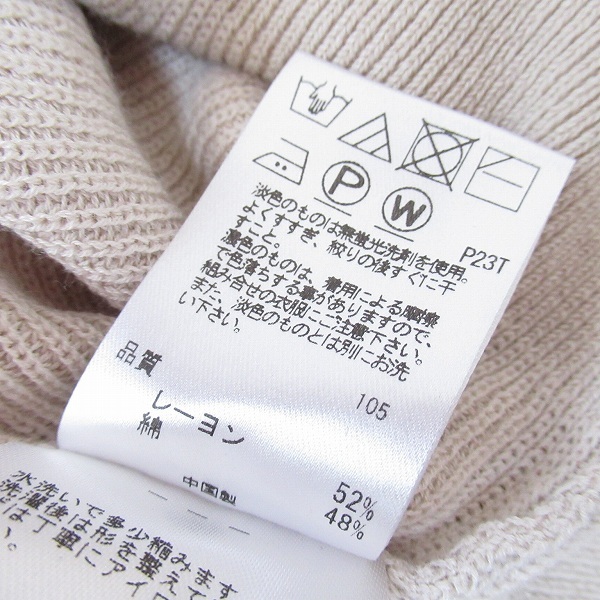 P W
P23T
淡色のものは無蛍光洗剤を使用。
よくすすぎ、絞りの後すぐに干
すこと。
濃色のものは、着用による摩擦
で色落ちする事がありますので、
組み合せの衣服にご注意下さい。
また、淡色のものとは別にお洗
い下さい。
品質
105
レーヨン 52%
綿 48%
中国製
水洗いで多少縮みます
洗濯後は形を整えて
は丁寧にアイロ
い。